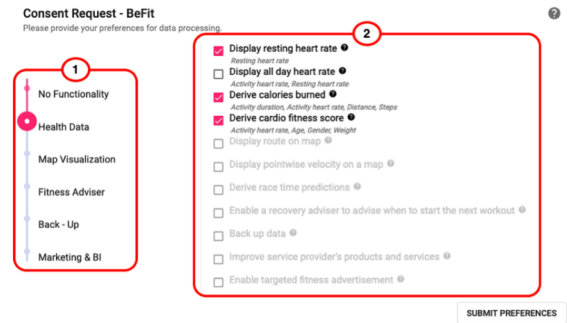 Consent Request - BeFit
Please provide your preferences for data processing.
1
No Functionality
Health Data
Map Visualization
Fitness Adviser
Back - Up
Marketing & BI
2
Display resting heart rate ?
Resting heart rate
Display all day heart rate ?
Activity heart rate, Resting heart rate
Derive calories burned ?
Activity duration, Activity heart rate, Distance, Steps
Derive cardio fitness score ?
Activity heart rate, Age, Gender, Weight
Display route on map ?
Display pointwise velocity on a map ?
Derive race time predictions ?
Enable a recovery adviser to advise when to start the next workout ?
Back up data ?
Improve service provider's products and services ?
Enable targeted fitness advertisement ?
SUBMIT PREFERENCES
?